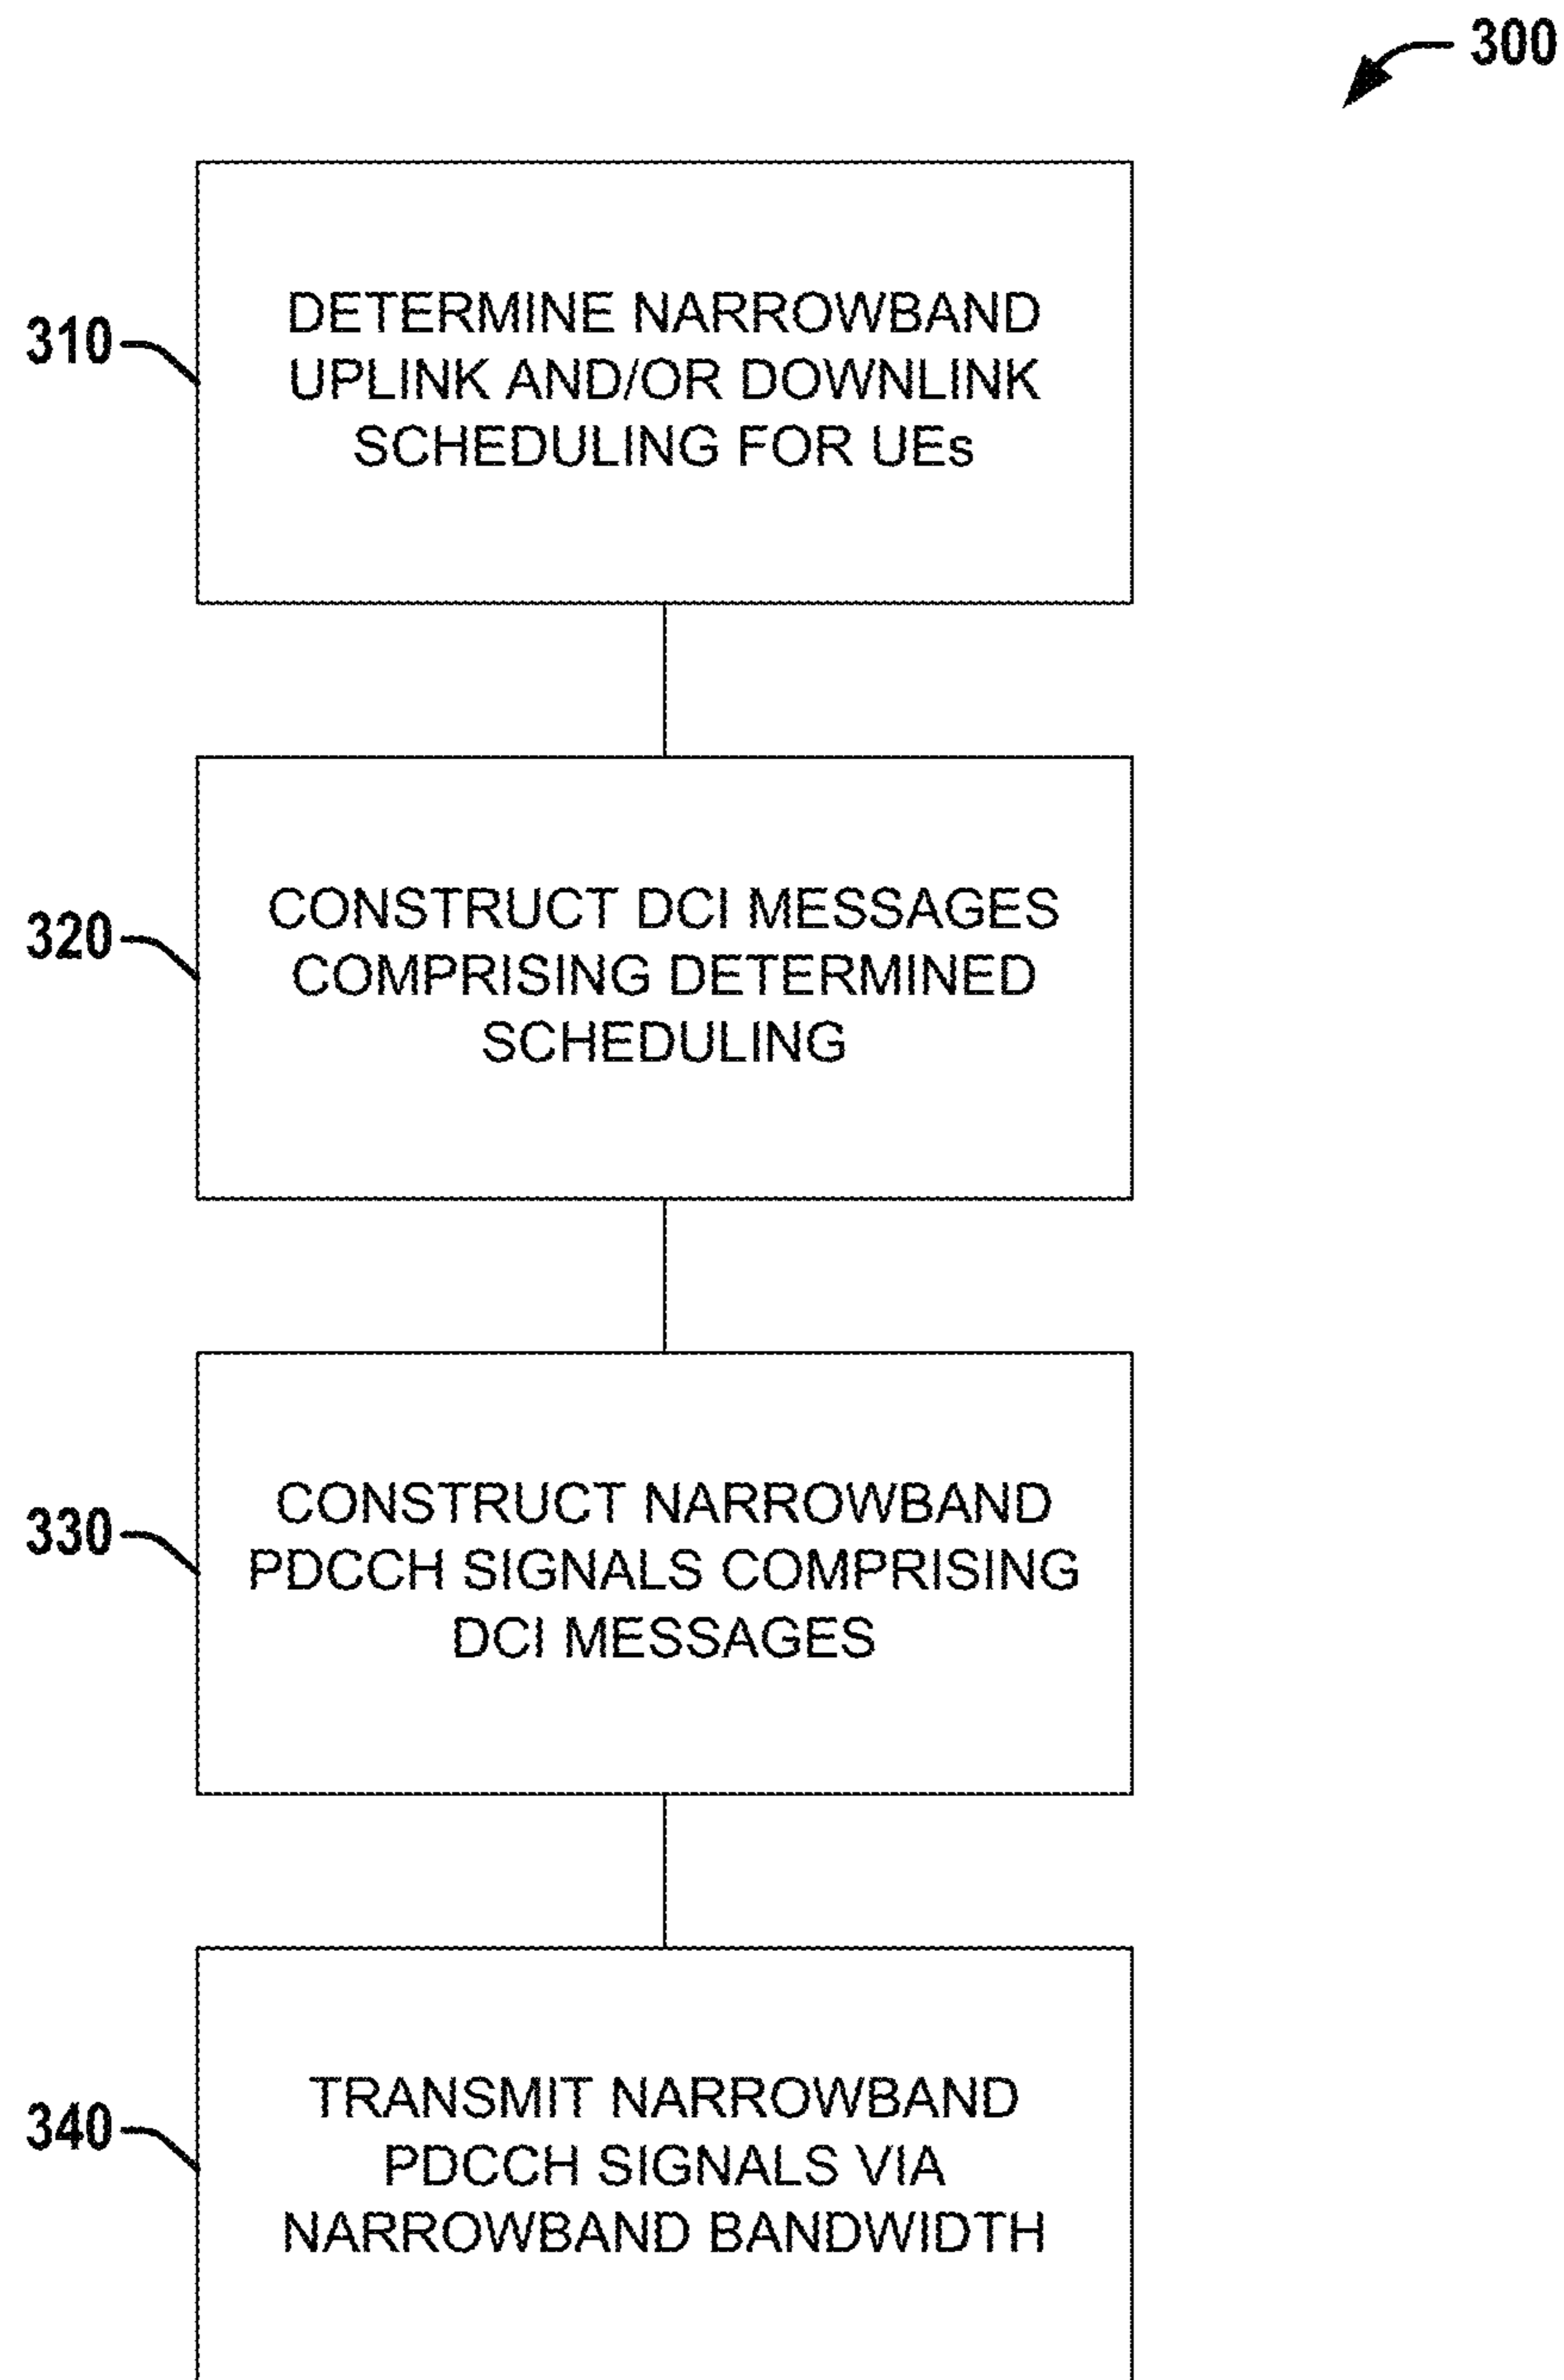 300
310
DETERMINE NARROWBAND
UPLINK AND/OR DOWNLINK
SCHEDULING FOR UEs
320
CONSTRUCT DCI MESSAGES
COMPRISING DETERMINED
SCHEDULING
330
CONSTRUCT NARROWBAND
PDCCH SIGNALS COMPRISING
DCI MESSAGES
340
TRANSMIT NARROWBAND
PDCCH SIGNALS VIA
NARROWBAND BANDWIDTH